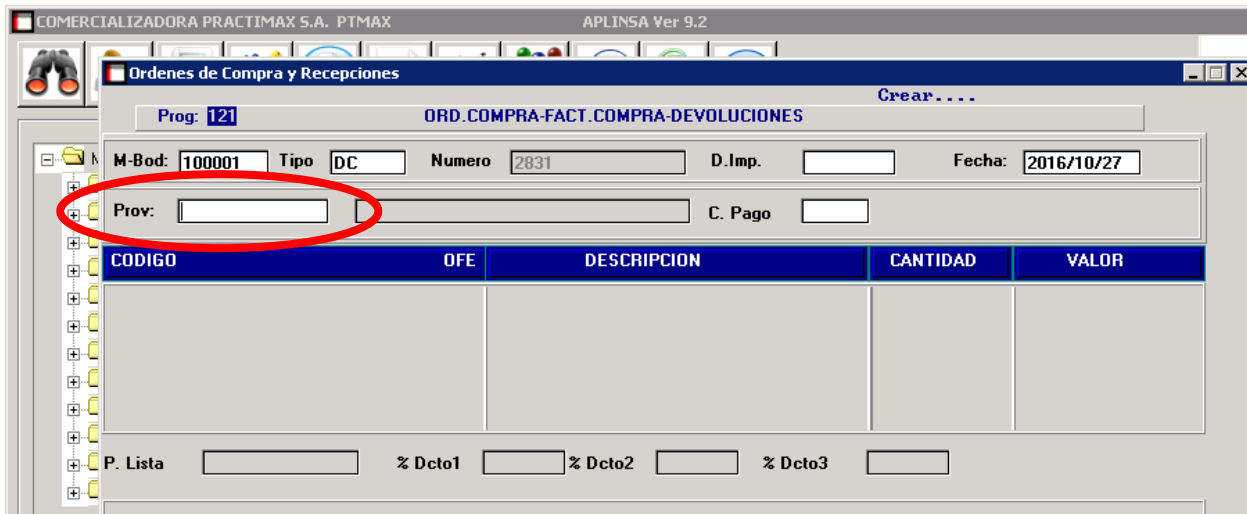 COMERCIALIZADORA PRACTIMAX S.A. PTMAX APLINSA Ver 9.2
Ordenes de Compra y Recepciones
Crear....
Prog: 121 ORD.COMPRA-FACT.COMPRA-DEVOLUCIONES
M-Bod: 100001 Tipo DC Numero 2831 D.Imp. Fecha: 2016/10/27
Prov: C. Pago
CODIGO OFE DESCRIPCION CANTIDAD VALOR
P. Lista % Dcto1 % Dcto2 % Dcto3